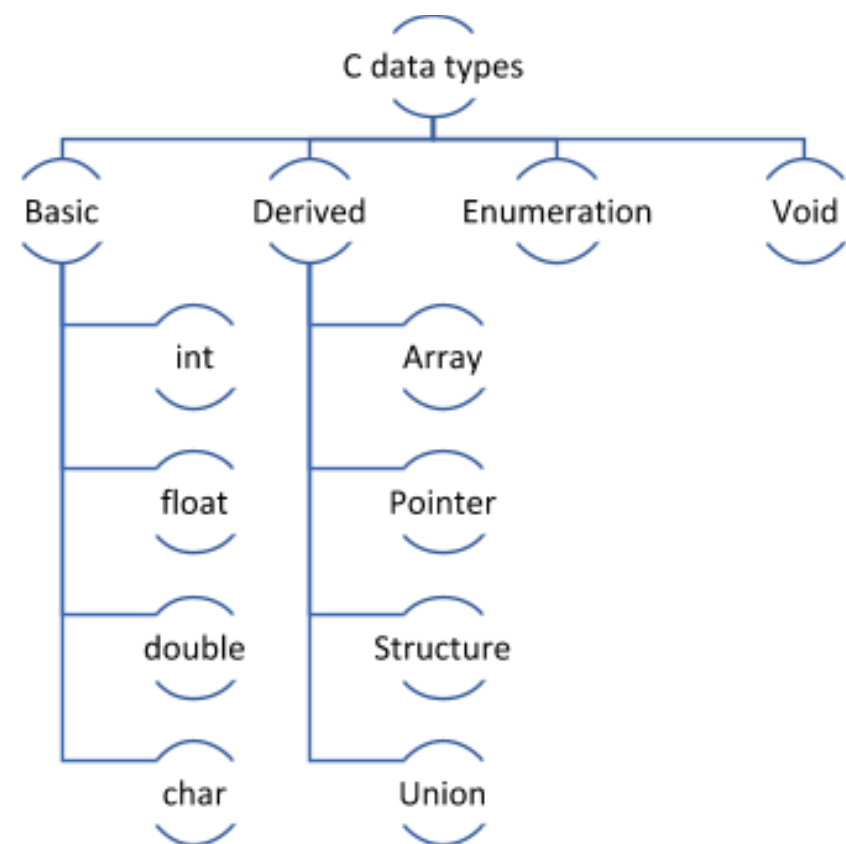 C data types
Basic
Derived
Enumeration
Void
int
Array
float
Pointer
double
Structure
char
Union